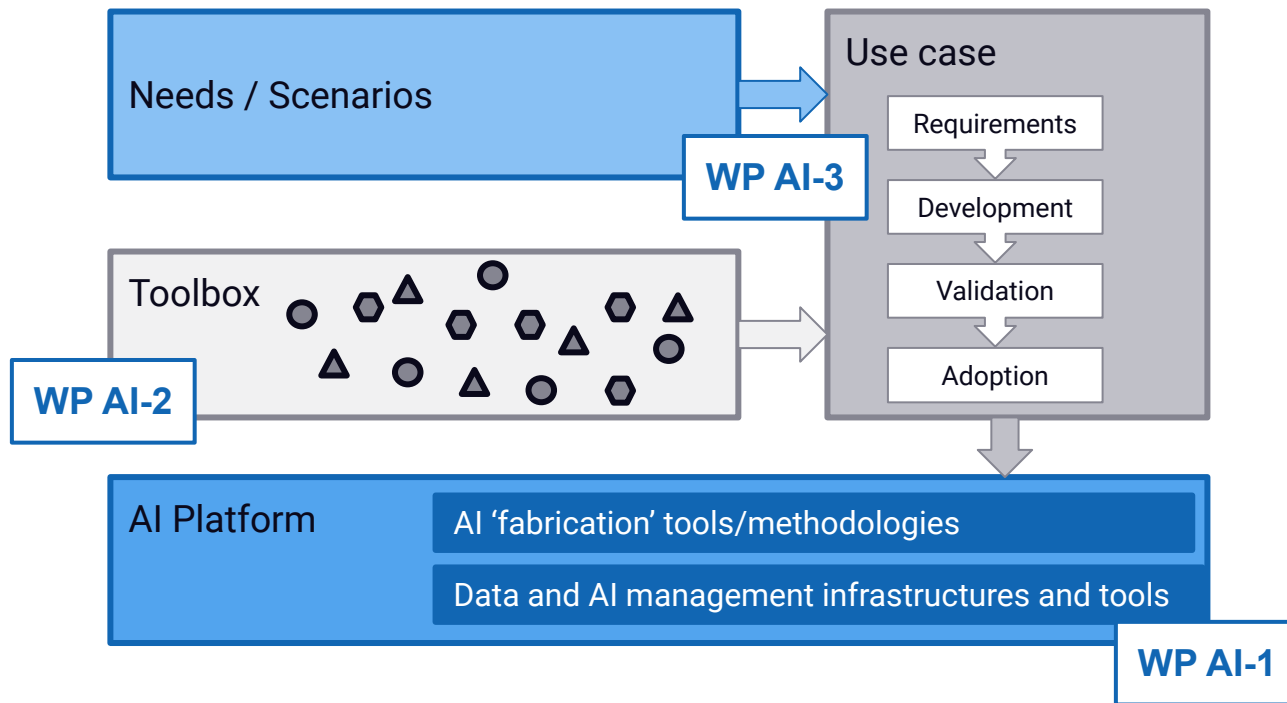 Needs / Scenarios
WP AI-3
Use case
Requirements
Development
Validation
Adoption
Toolbox
WP AI-2
AI Platform
AI ‘fabrication’ tools/methodologies
Data and AI management infrastructures and tools
WP AI-1